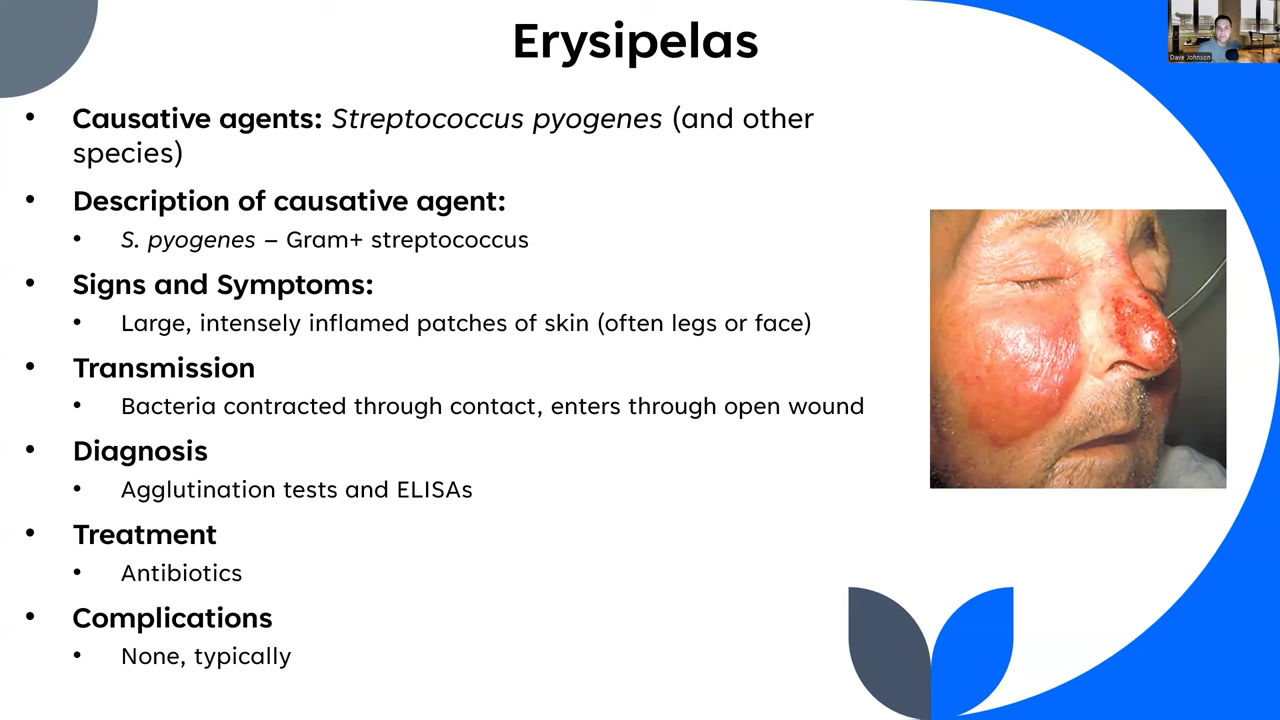 Erysipelas
Dave Johnson
• Causative agents: Streptococcus pyogenes (and other
species)
• Description of causative agent:
• S. pyogenes – Gram+ streptococcus
• Signs and Symptoms:
• Large, intensely inflamed patches of skin (often legs or face)
• Transmission
• Bacteria contracted through contact, enters through open wound
• Diagnosis
• Agglutination tests and ELISAs
• Treatment
• Antibiotics
• Complications
• None, typically